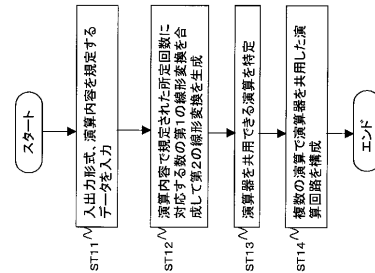 スタート
ST11
入出力形式、演算内容を規定する
データを入力
ST12
演算内容で規定された所定回数に
対応する数の第1の線形変換を合
成して第2の線形変換を生成
ST13
演算器を共用できる演算を特定
ST14
複数の演算で演算器を共用した演
算回路を構成
エンド